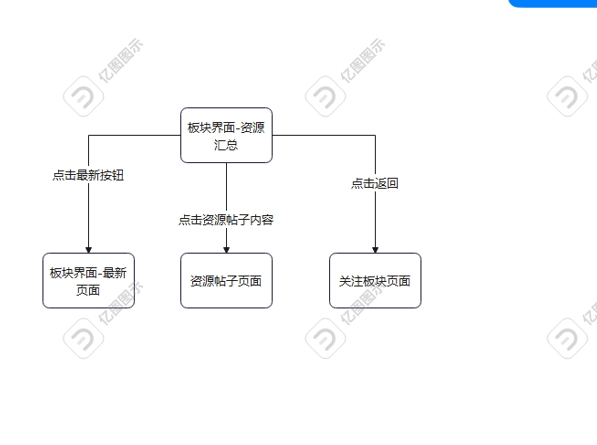 亿图图示
亿图图示
亿图图示
板块界面-资源
汇总
点击最新按钮
点击返回
点击资源帖子内容
板块界面-最新
页面
资源帖子页面
关注板块页面
亿图图示
亿图图示